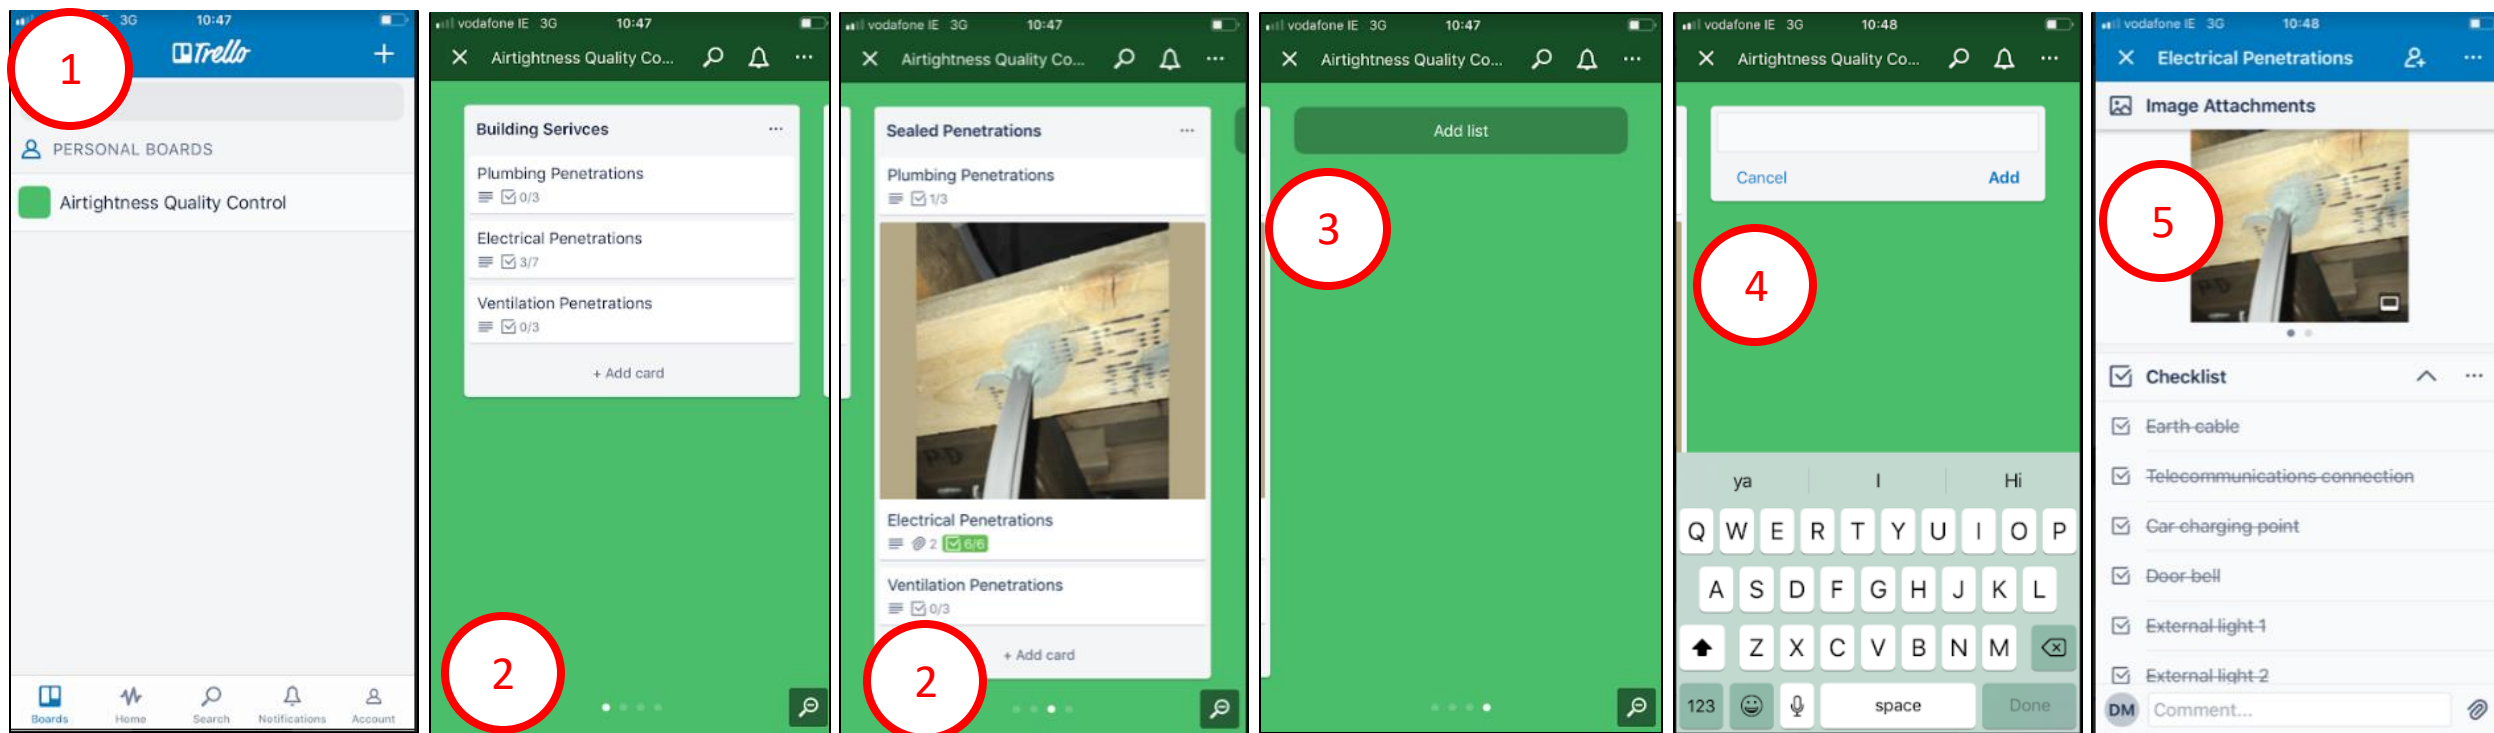 3G 10:47
1
Trello
PERSONAL BOARDS
Airtightness Quality Control
Boards Home Search Notifications Account
vodafone IE 3G 10:47
Airtightness Quality Co...
Building Serivces
Plumbing Penetrations
0/3
Electrical Penetrations
3/7
Ventilation Penetrations
0/3
+ Add card
2
vodafone IE 3G 10:47
Airtightness Quality Co...
Sealed Penetrations
Plumbing Penetrations
1/3
PD
Electrical Penetrations
2 6/6
Ventilation Penetrations
0/3
+ Add card
2
vodafone IE 3G 10:47
Airtightness Quality Co...
Add list
3
vodafone IE 3G 10:48
Airtightness Quality Co...
Cancel Add
4
ya I Hi
Q W E R T Y U I O P
A S D F G H J K L
Z X C V B N M
123 space Done
vodafone IE 3G 10:48
Electrical Penetrations
Image Attachments
5
PD
Checklist
Earth cable
Telecommunications connection
Car charging point
Door bell
External light 1
External light 2
DM Comment...